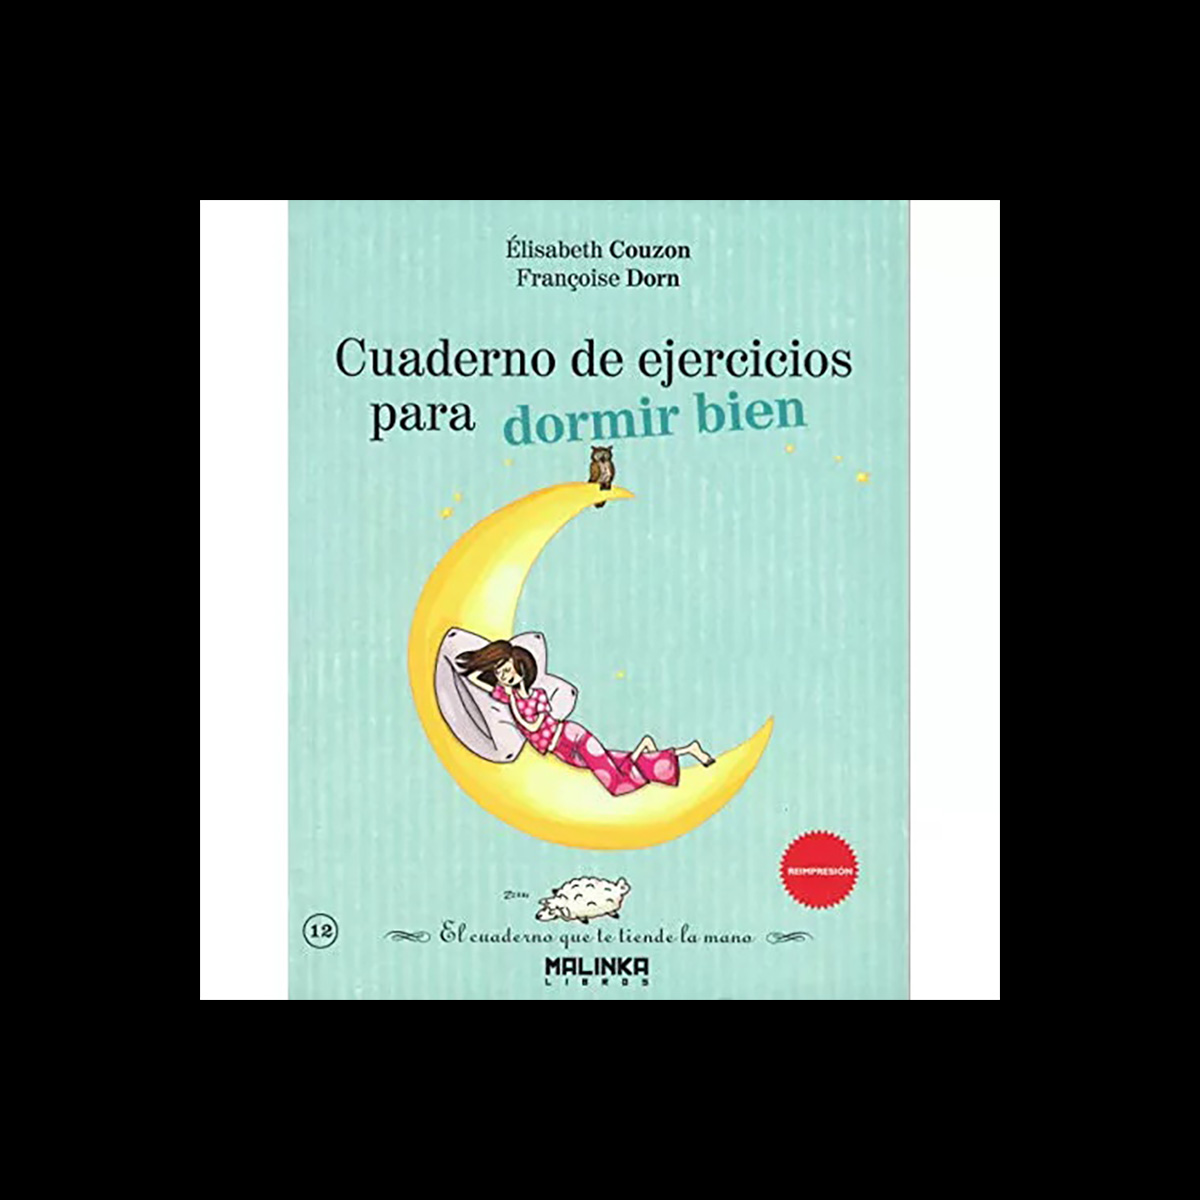 Élisabeth Couzon
Françoise Dorn
Cuaderno de ejercicios
para dormir bien
REIMPRESIÓN
12
El cuaderno que te tiende la mano
MALINKA
LIBROS